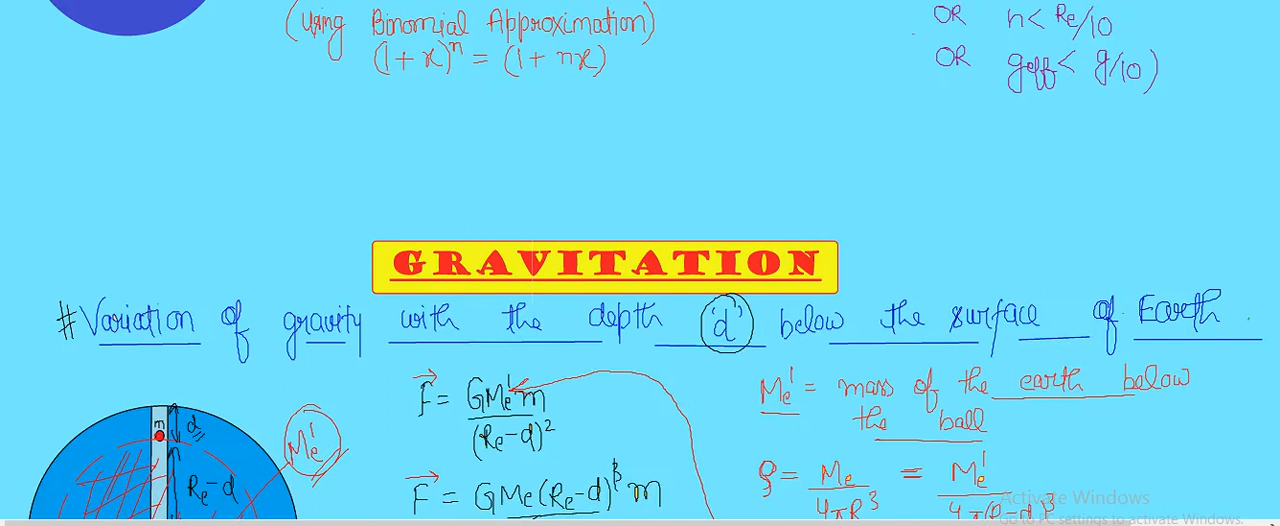 (Using Binomial Approximation)
(1+x)^n = (1+nx)
OR h < Re/10
OR geff < g/10)
GRAVITATION
# Variation of gravity with the depth 'd' below the surface of Earth
F⃗ = GMe'm
(Re-d)²
Me' = mass of the earth below
the ball
m
d
Me'
Re-d
F⃗ = GMe(Re-d)^3 m
ρ = Me = Me'
4πR³ 4π(R-d)³
Activate Windows
Go to PC settings to activate Windows.